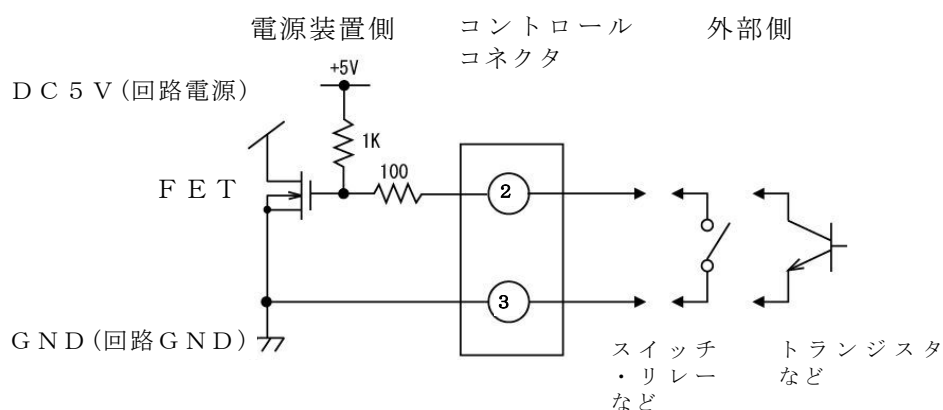 電源装置側
コントロール
コネクタ
外部側
DC5V(回路電源)
+5V
1K
100
FET
2
3
GND(回路GND)
スイッチ
・リレー
など
トランジスタ
など